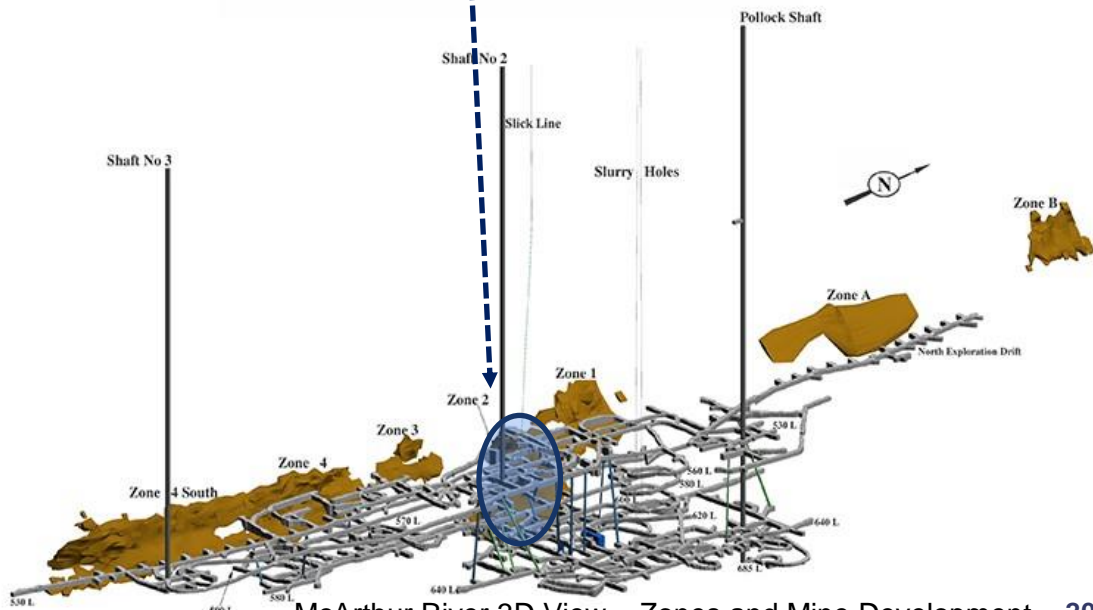 Pollock Shaft
Shaft No 2
Slick Line
Shaft No 3
Slurry Holes
N
Zone B
Zone A
North Exploration Drift
Zone 1
Zone 2
Zone 3
Zone 4
Zone 4 South
530 L
560 L
580 L
570 L
620 L
640 L
685 L
640 L
580 L
530 L
McArthur River 3D View – Zones and Mine Development